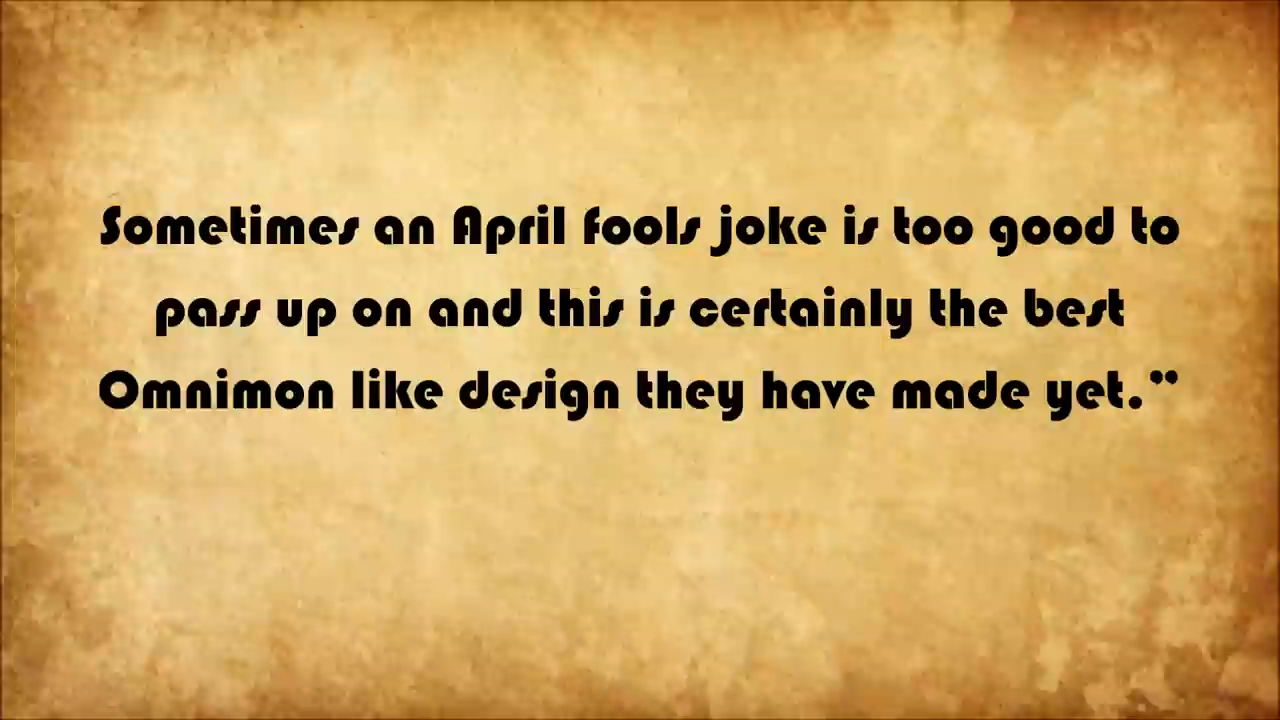 Sometimes an April Fools joke is too good to
pass up on and this is certainly the best
Omnimon like design they have made yet.”